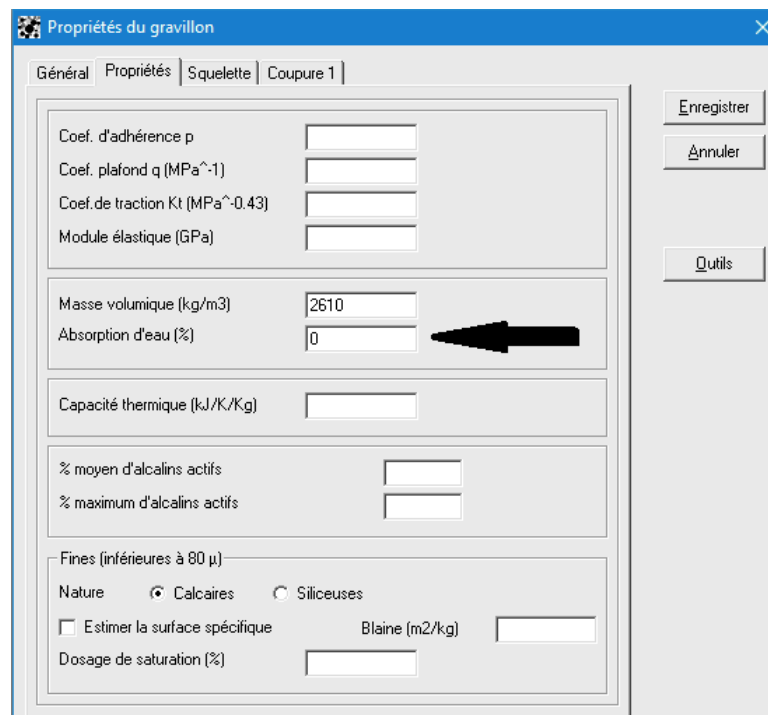 Propriétés du gravillon
Général Propriétés Squelette Coupure 1
Enregistrer
Annuler
Outils
Coef. d'adhérence p
Coef. plafond q (MPa^-1)
Coef.de traction Kt (MPa^-0.43)
Module élastique (GPa)
Masse volumique (kg/m3) 2610
Absorption d'eau (%) 0
Capacité thermique (kJ/K/Kg)
% moyen d'alcalins actifs
% maximum d'alcalins actifs
Fines (inférieures à 80 µ)
Nature Calcaires Siliceuses
Estimer la surface spécifique Blaine (m2/kg)
Dosage de saturation (%)